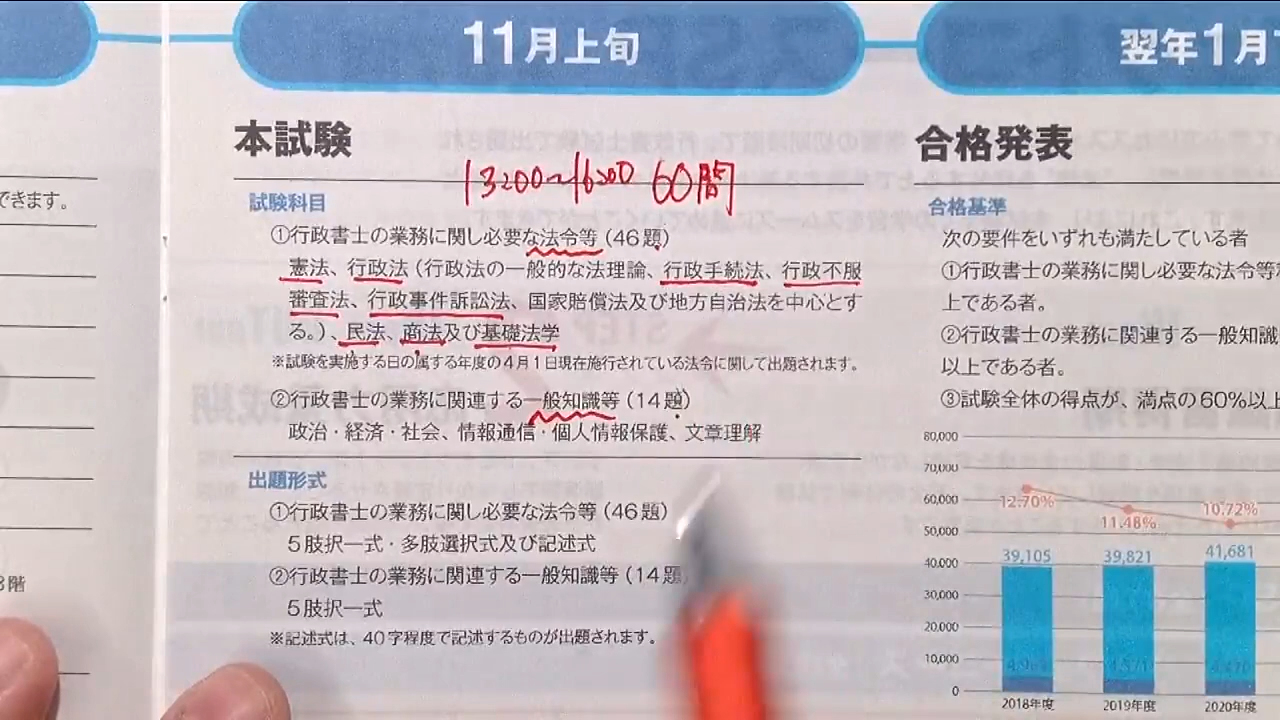 11月上旬
翌年1月
できます。
階
本試験
1300〜1600 60問
試験科目
①行政書士の業務に関し必要な法令等（46題）
憲法、行政法（行政法の一般的な法理論、行政手続法、行政不服
審査法、行政事件訴訟法、国家賠償法及び地方自治法を中心とす
る。）、民法、商法及び基礎法学
※試験を実施する日の属する年度の4月1日現在施行されている法令に関して出題されます。
②行政書士の業務に関連する一般知識等（14題）
政治・経済・社会、情報通信・個人情報保護、文章理解
出題形式
①行政書士の業務に関し必要な法令等（46題）
5肢択一式・多肢選択式及び記述式
②行政書士の業務に関連する一般知識等（14題
5肢択一式
※記述式は、40字程度で記述するものが出題されます。
合格発表
合格基準
次の要件をいずれも満たしている者
①行政書士の業務に関し必要な法令等
上である者。
②行政書士の業務に関連する一般知識
以上である者。
③試験全体の得点が、満点の60%以上
80,000
70,000
60,000
50,000
40,000
30,000
20,000
10,000
0
12.70%
11.48%
10.72%
39,105
39,821
41,681
4,968
4,571
4,470
2018年度
2019年度
2020年度